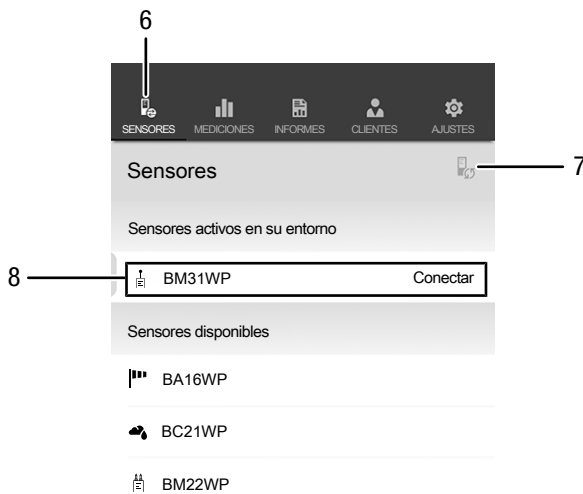 6
SENSORES MEDICIONES INFORMES CLIENTES AJUSTES
Sensores
7
Sensores activos en su entorno
8
BM31WP Conectar
Sensores disponibles
BA16WP
BC21WP
BM22WP